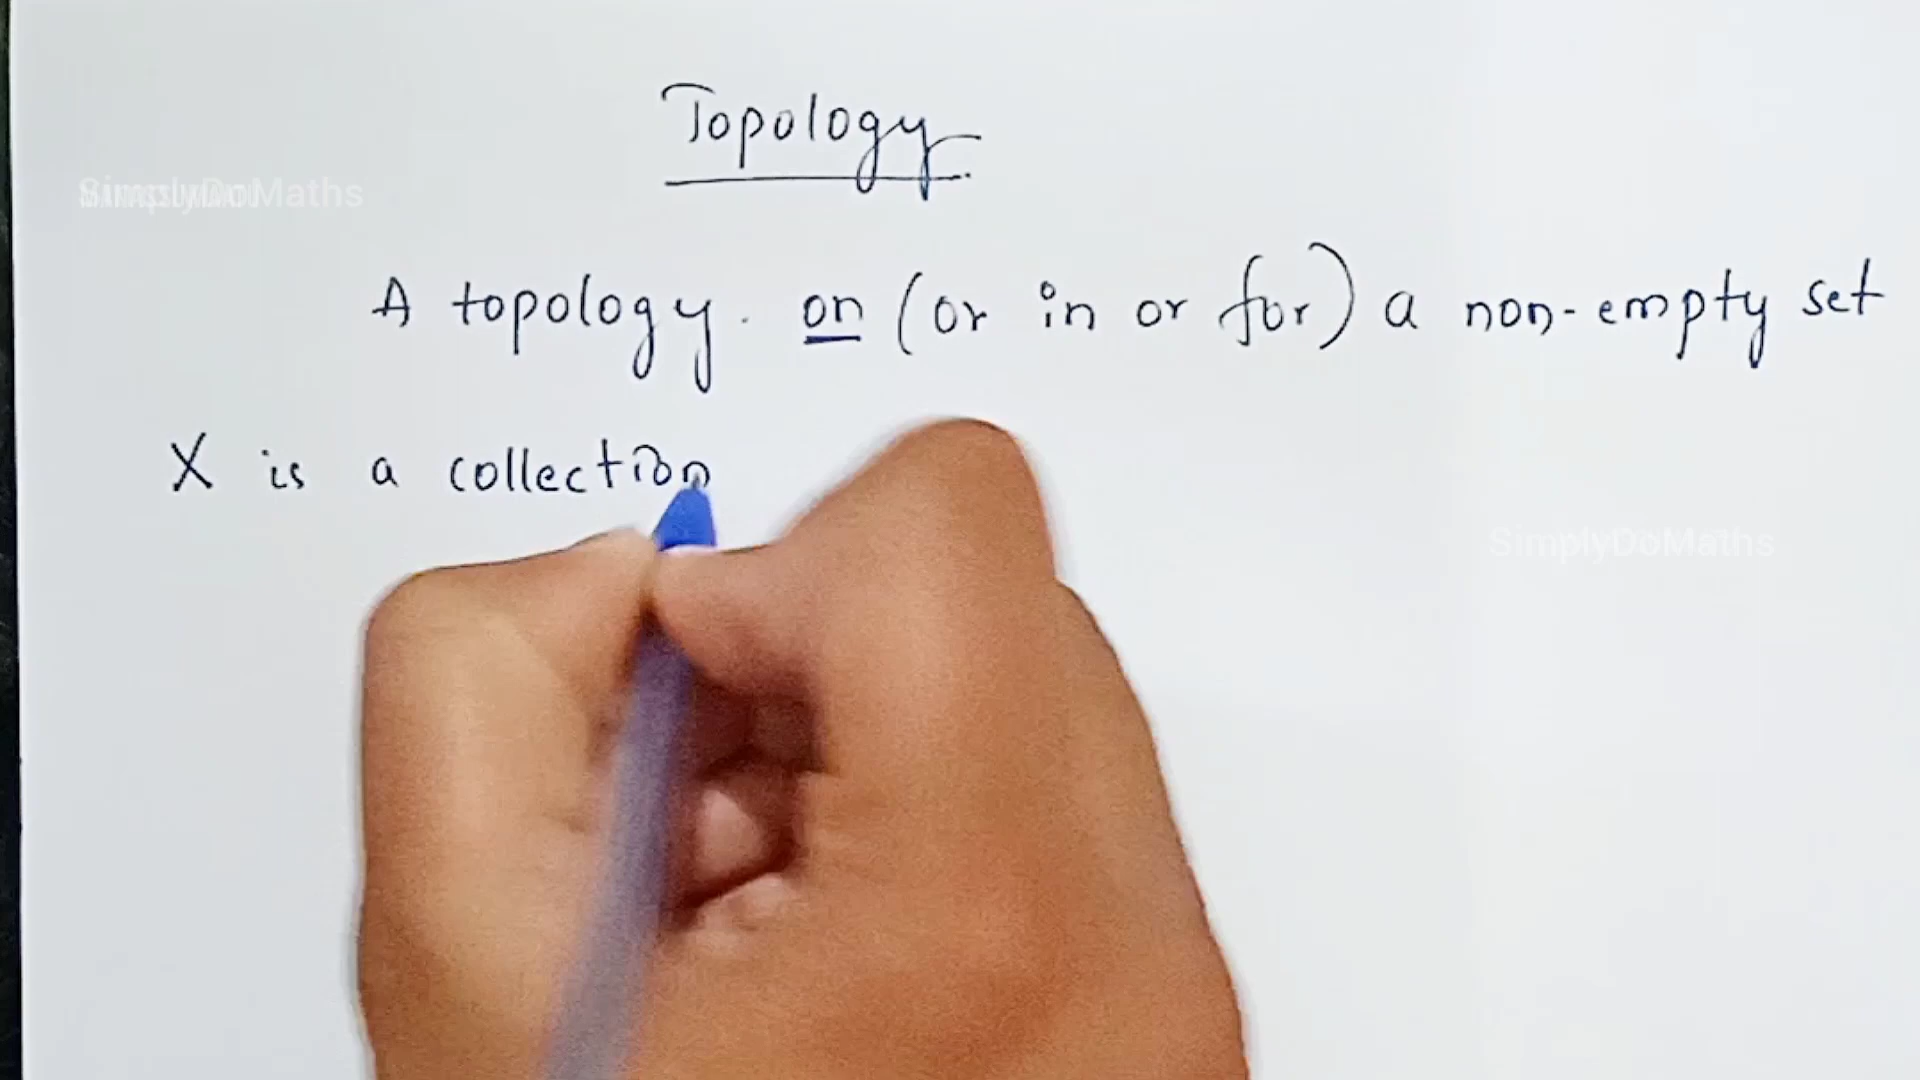 Topology
SimplyDoMaths
A topology on (or in or for) a non-empty set
X is a collection
SimplyDoMaths